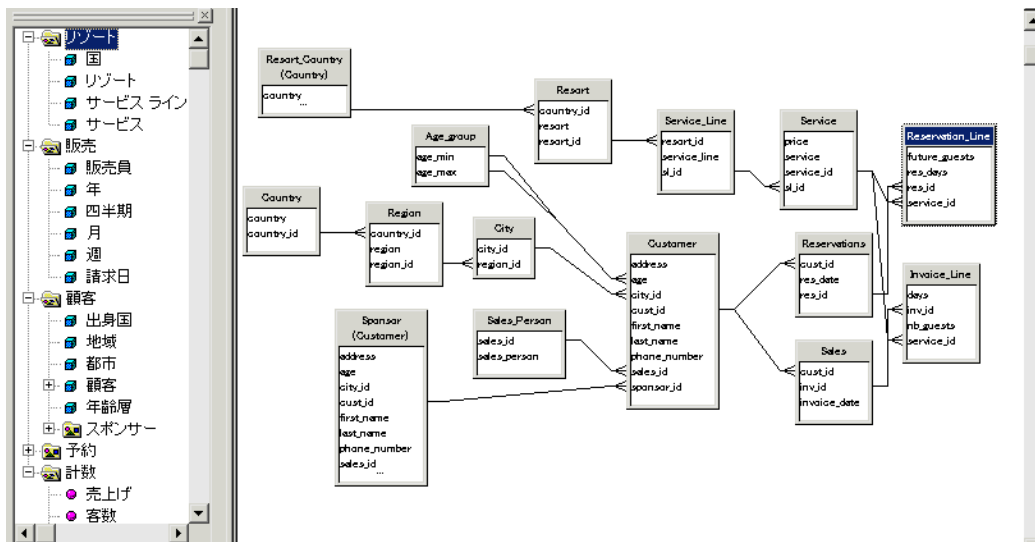 リゾート
国
リゾート
サービス ライン
サービス
販売
販売員
年
四半期
月
週
請求日
顧客
出身国
地域
都市
顧客
年齢層
スポンサー
予約
計数
売上げ
客数
Resort_Country
(Country)
country
...
Age_group
age_min
age_max
Resort
country_id
resort
resort_id
Service_Line
resort_id
service_line
sl_id
Service
price
service
service_id
sl_id
Reservation_Line
future_guests
res_days
res_id
service_id
Country
country
country_id
Region
country_id
region
region_id
City
city_id
region_id
Customer
address
age
city_id
cust_id
first_name
last_name
phone_number
sales_id
sponsor_id
Reservations
cust_id
res_date
res_id
Invoice_Line
days
inv_id
nb_guests
service_id
Sponsor
(Customer)
address
age
city_id
cust_id
first_name
last_name
phone_number
sales_id
...
Sales_Person
sales_id
sales_person
Sales
cust_id
inv_id
invoice_date